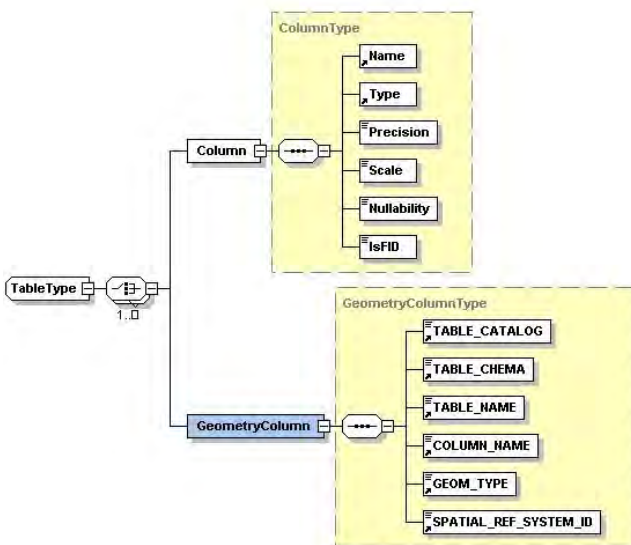 ColumnType
Name
Type
Precision
Column
Scale
Nullability
IsFID
TableType
1..
GeometryColumnType
TABLE_CATALOG
TABLE_CHEMA
TABLE_NAME
GeometryColumn
COLUMN_NAME
GEOM_TYPE
SPATIAL_REF_SYSTEM_ID